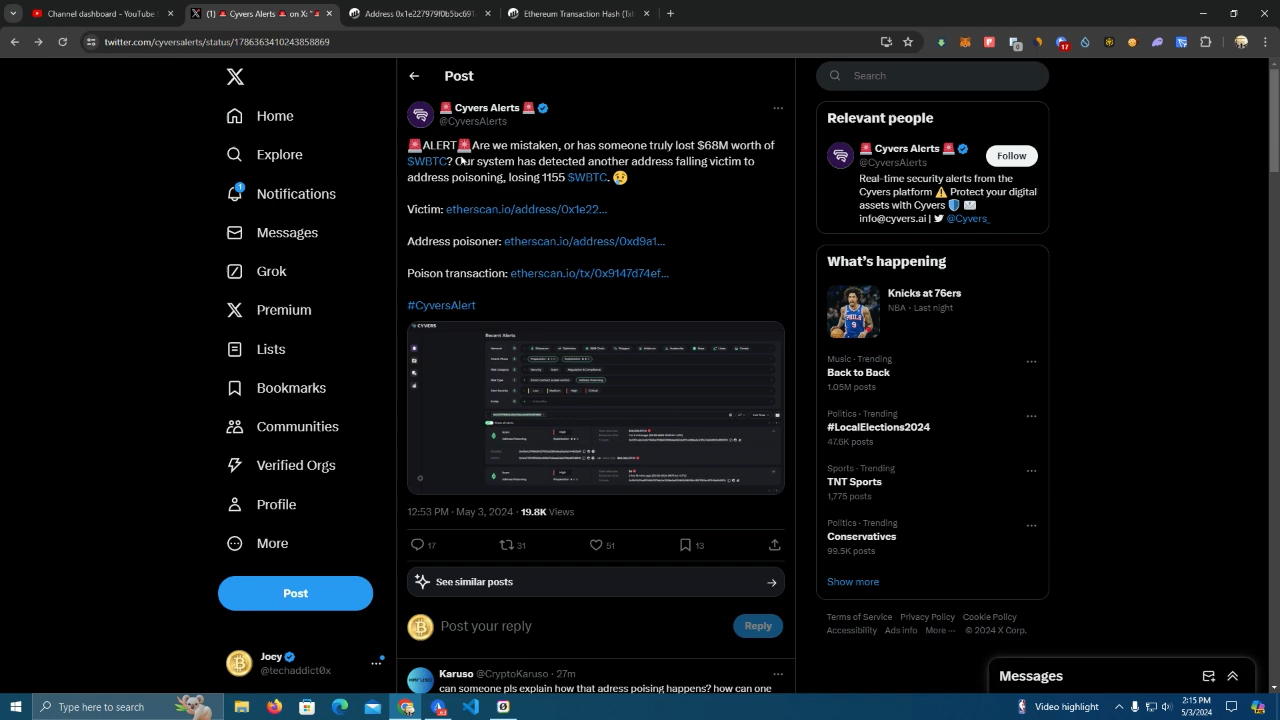 Channel dashboard - YouTube
(1) 🚨 Cyvers Alerts 🚨 on X: "
Address 0x1e227979f0b5bc691
Ethereum Transaction Hash (Txh
twitter.com/cyversalerts/status/1786363410243858869
Post
Search
Home
Explore
Notifications
1
Messages
Grok
Premium
Lists
Bookmarks
Communities
Verified Orgs
Profile
More
Post
Joey
@techaddict0x
🚨 Cyvers Alerts 🚨
@CyversAlerts
🚨ALERT🚨Are we mistaken, or has someone truly lost $68M worth of
$WBTC? Our system has detected another address falling victim to
address poisoning, losing 1155 $WBTC. 😢
Victim: etherscan.io/address/0x1e22...
Address poisoner: etherscan.io/address/0xd9a1...
Poison transaction: etherscan.io/tx/0x9147d74ef...
#CyversAlert
CYVERS
Recent Alerts
12:53 PM · May 3, 2024 · 19.8K Views
17 31 51 13
See similar posts
Post your reply
Reply
Karuso @CryptoKaruso · 27m
can someone pls explain how that adress poising happens? how can one
Relevant people
🚨 Cyvers Alerts 🚨
@CyversAlerts
Follow
Real-time security alerts from the
Cyvers platform ⚠️ Protect your digital
assets with Cyvers 🛡️ 📨
info@cyvers.ai | 🐦 @Cyvers_
What's happening
Knicks at 76ers
NBA · Last night
Music · Trending
Back to Back
1.05M posts
Politics · Trending
#LocalElections2024
47.6K posts
Sports · Trending
TNT Sports
1,775 posts
Politics · Trending
Conservatives
99.5K posts
Show more
Terms of Service Privacy Policy Cookie Policy
Accessibility Ads info More ··· © 2024 X Corp.
Messages
Type here to search
Video highlight
2:15 PM
5/3/2024